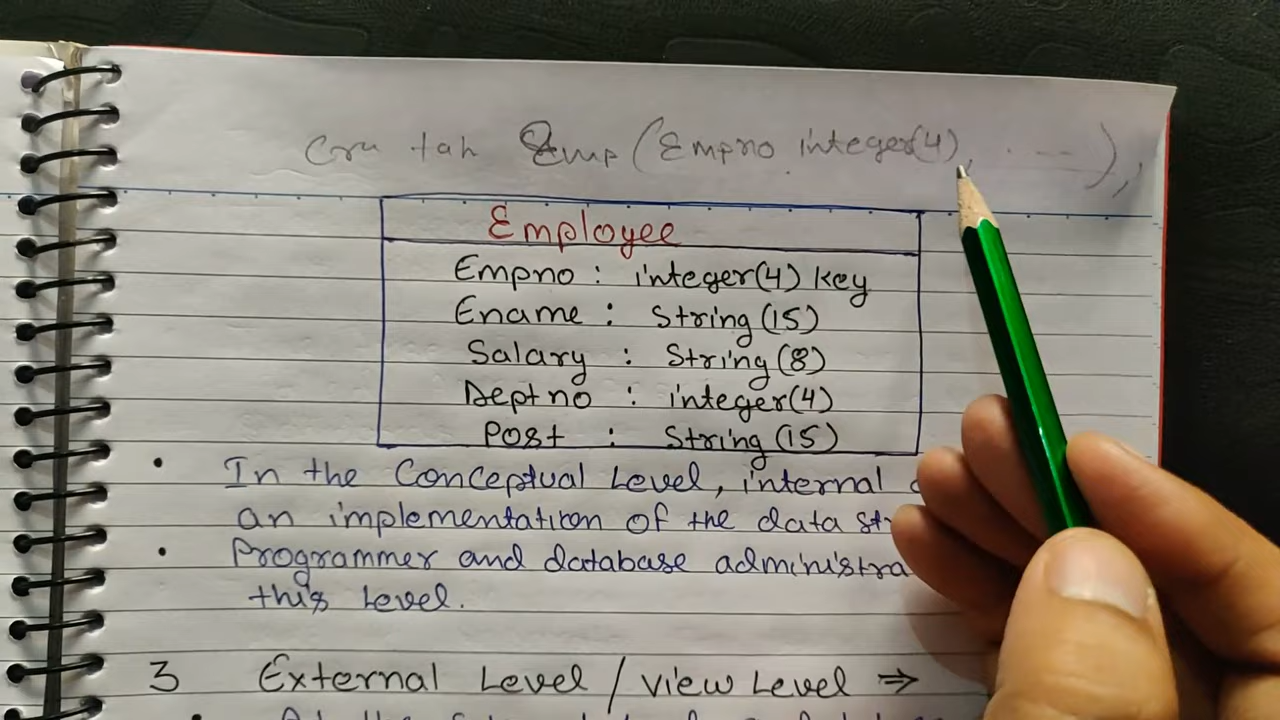 Cre tab Emp (Empno integer(4), . — —),
Employee
Empno : integer(4) key
Ename : String (15)
Salary : String (8)
Deptno : integer(4)
Post : String (15)
• In the Conceptual Level, internal
an implementatiron of the data st
• Programmer and database administra
this Level.
3 External Level / view Level ⇒